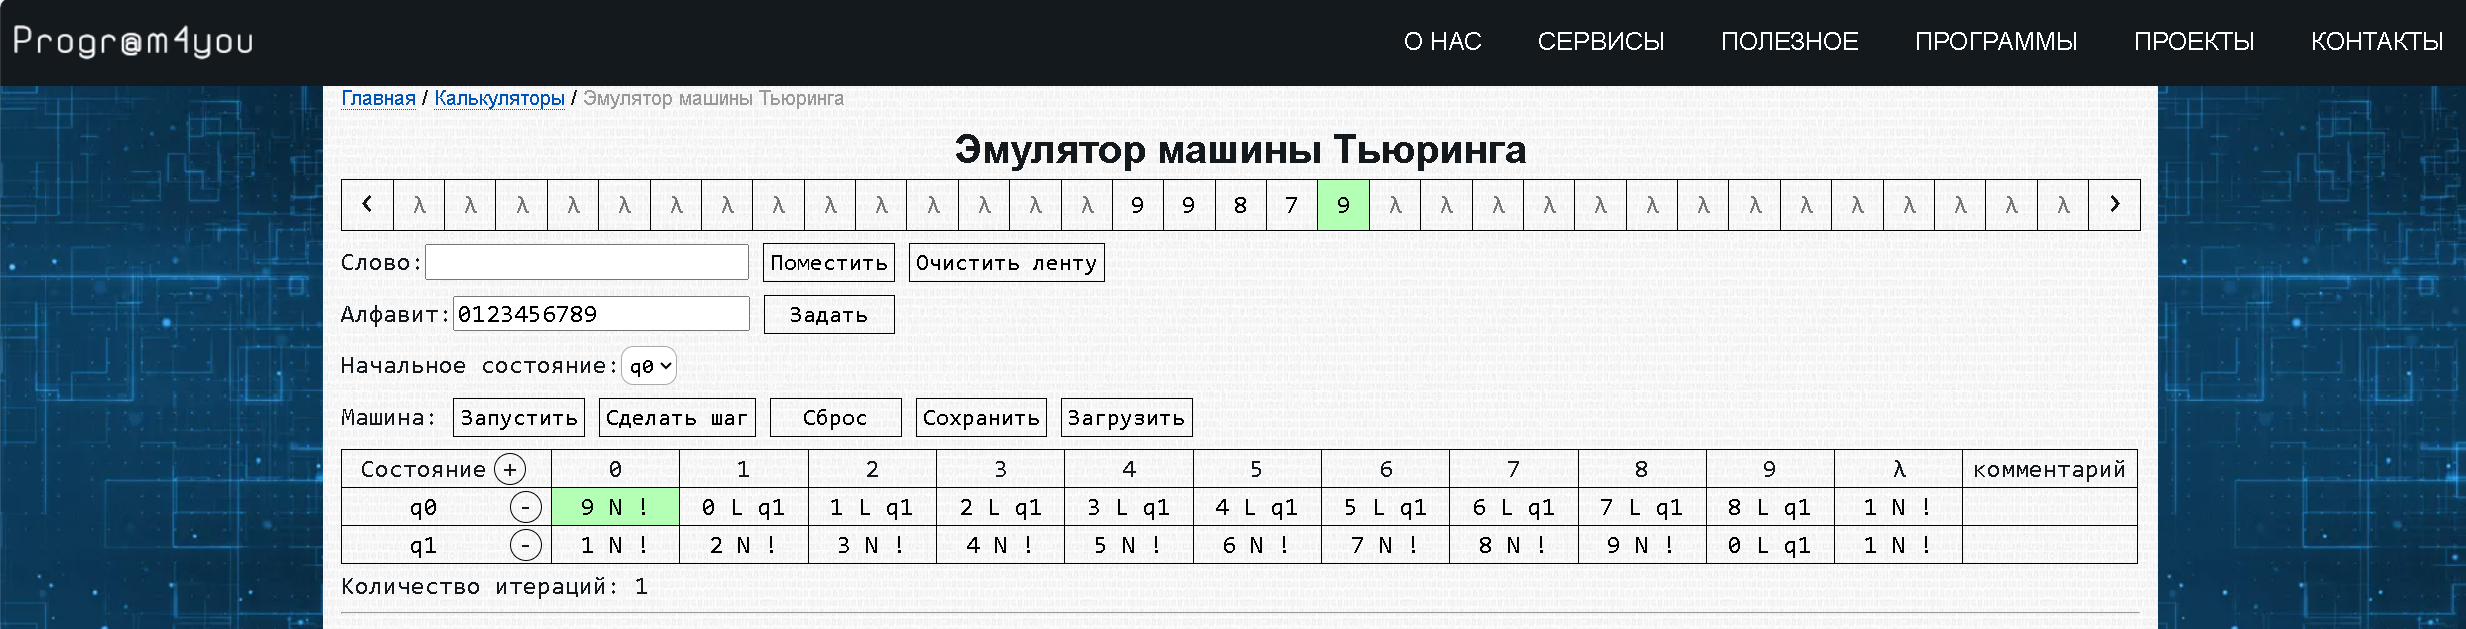 Progr@m4you О НАС СЕРВИСЫ ПОЛЕЗНОЕ ПРОГРАММЫ ПРОЕКТЫ КОНТАКТЫ
Главная / Калькуляторы / Эмулятор машины Тьюринга
Эмулятор машины Тьюринга
‹ λ λ λ λ λ λ λ λ λ λ λ λ λ λ 9 9 8 7 9 λ λ λ λ λ λ λ λ λ λ λ λ λ λ ›
Слово: Поместить Очистить ленту
Алфавит: 0123456789 Задать
Начальное состояние: q0
Машина: Запустить Сделать шаг Сброс Сохранить Загрузить
Состояние + 0 1 2 3 4 5 6 7 8 9 λ комментарий
q0 - 9 N ! 0 L q1 1 L q1 2 L q1 3 L q1 4 L q1 5 L q1 6 L q1 7 L q1 8 L q1 1 N !
q1 - 1 N ! 2 N ! 3 N ! 4 N ! 5 N ! 6 N ! 7 N ! 8 N ! 9 N ! 0 L q1 1 N !
Количество итераций: 1